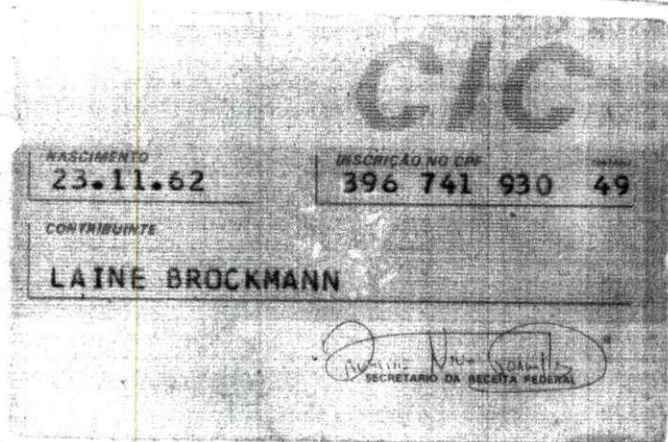 CIC
NASCIMENTO
23.11.62
INSCRIÇÃO NO CPF
396 741 930 49
CONTRIBUINTE
LAINE BROCKMANN
SECRETARIO DA RECEITA FEDERAL